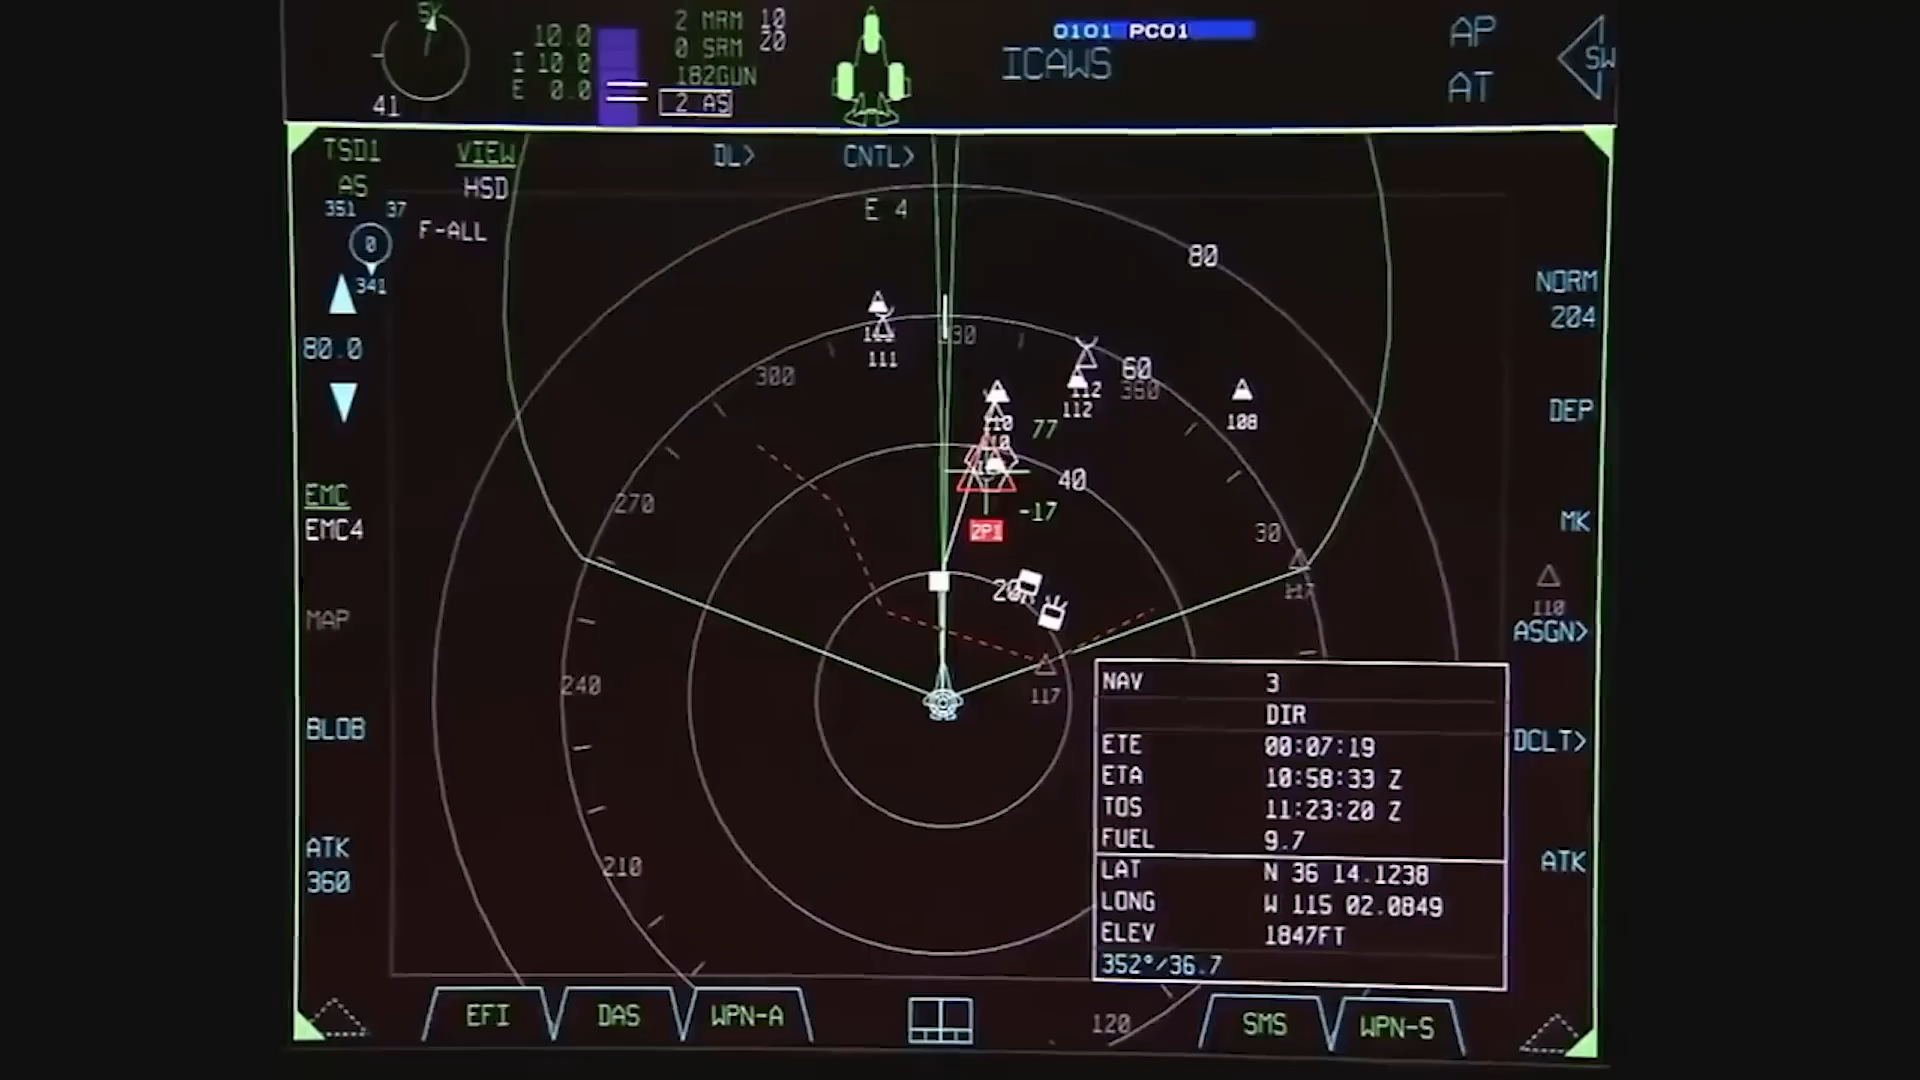 5K
41
10.0
I 10.0
E 0.0
2 MRM 10
0 SRM 20
182GUN
2 AS
0101 PC01
ICAWS
AP
AT
SW
TSD1
AS
VIEW
HSD
DL>
CNTL>
351 37
0
341
F-ALL
E 4
80
NORM
204
80.0
111
300
330
60
360
112
112
108
77
40
-17
DEP
EMC
EMC4
270
2P1
30
MK
20
117
110
ASGN>
MAP
240
117
BLOB
DCLT>
NAV 3
DIR
ETE 00:07:19
ETA 10:58:33 Z
TOS 11:23:20 Z
FUEL 9.7
LAT N 36 14.1238
LONG W 115 02.0849
ELEV 1847FT
352°/36.7
ATK
360
210
ATK
EFI
DAS
WPN-A
120
SMS
WPN-S